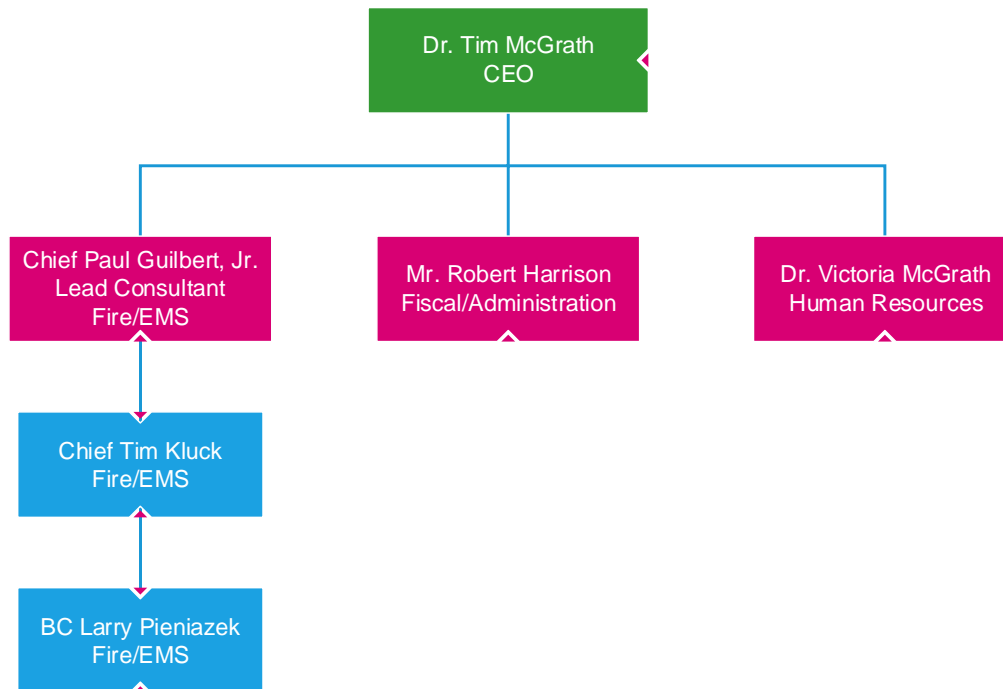 Dr. Tim McGrath
CEO
Chief Paul Guilbert, Jr.
Lead Consultant
Fire/EMS
Mr. Robert Harrison
Fiscal/Administration
Dr. Victoria McGrath
Human Resources
Chief Tim Kluck
Fire/EMS
BC Larry Pieniazek
Fire/EMS